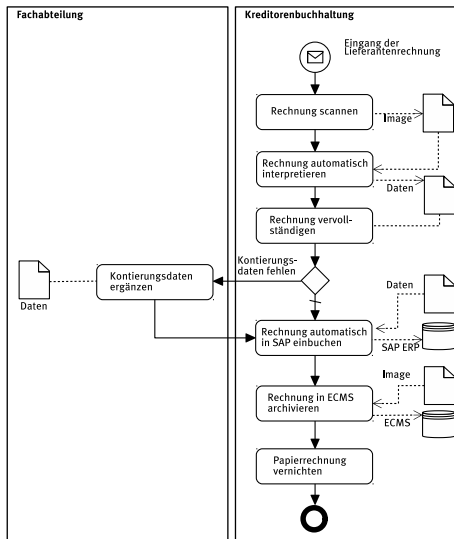 Fachabteilung
Kreditorenbuchhaltung
Eingang der
Lieferantenrechnung
Rechnung scannen
Image
Rechnung automatisch
interpretieren
Daten
Rechnung vervoll-
ständigen
Kontierungs-
daten fehlen
Kontierungsdaten
ergänzen
Daten
Daten
Rechnung automatisch
in SAP einbuchen
SAP ERP
Image
Rechnung in ECMS
archivieren
ECMS
Papierrechnung
vernichten